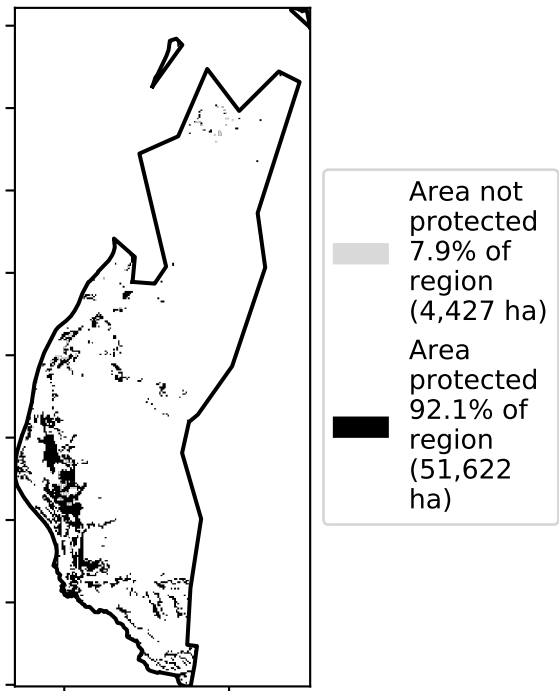 Area not
protected
7.9% of
region
(4,427 ha)
Area
protected
92.1% of
region
(51,622
ha)